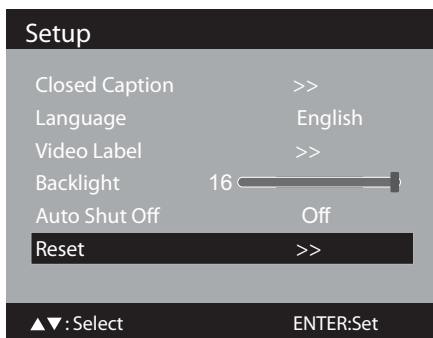 Setup
Closed Caption >>
Language English
Video Label >>
Backlight 16
Auto Shut Off Off
Reset >>
▲▼: Select ENTER:Set